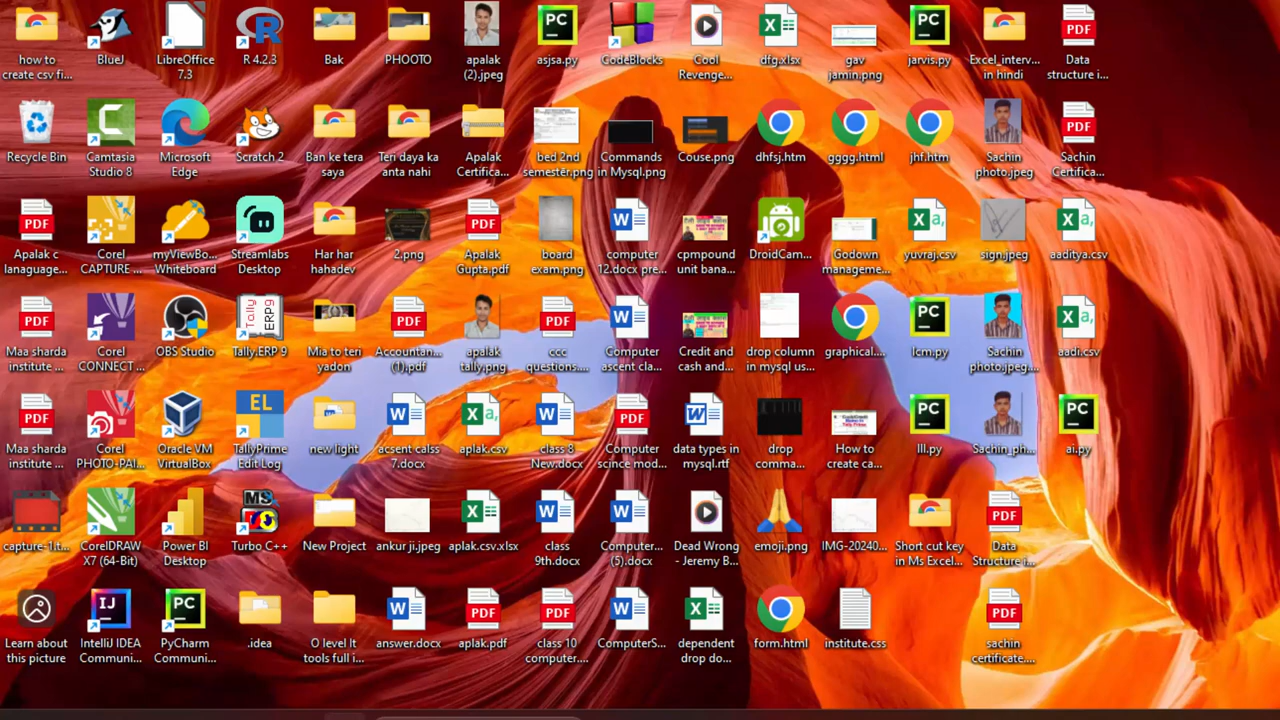 how to
create csv fi...
BlueJ
LibreOffice
7.3
R 4.2.3
Bak
PHOOTO
apalak
(2).jpeg
asjsa.py
CodeBlocks
Cool
Revenge...
dfg.xlsx
gav
jamin.png
jarvis.py
Excel_interv...
in hindi
Data
structure i...
Recycle Bin
Camtasia
Studio 8
Microsoft
Edge
Scratch 2
Ban ke tera
saya
Teri daya ka
anta nahi
Apalak
Certifica...
bed 2nd
semester.png
Commands
in Mysql.png
Couse.png
dhfsj.htm
gggg.html
jhf.htm
Sachin
photo.jpeg
Sachin
Certifica...
Apalak c
lanaguage...
Corel
CAPTURE ...
myViewBo...
Whiteboard
Streamlabs
Desktop
Har har
hahadev
2.png
Apalak
Gupta.pdf
board
exam.png
computer
12.docx pre...
cpmpound
unit bana...
DroidCam...
Godown
manageme...
yuvraj.csv
sign.jpeg
aaditya.csv
Maa sharda
institute ...
Corel
CONNECT ...
OBS Studio
Tally.ERP 9
Mia to teri
yadon
Accountan...
(1).pdf
apalak
tally.png
ccc
questions....
Computer
ascent cla...
Credit and
cash and...
drop column
in mysql us...
graphical....
lcm.py
Sachin
photo.jpeg....
aadi.csv
Maa sharda
institute ...
Corel
PHOTO-PAI...
Oracle VM
VirtualBox
TallyPrime
Edit Log
new light
acsent calss
7.docx
aplak.csv
class 8
New.docx
Computer
scince mod...
data types in
mysql.rtf
drop
comma...
How to
create ca...
lll.py
Sachin_ph...
ai.py
capture-1.t...
CorelDRAW
X7 (64-Bit)
Power BI
Desktop
Turbo C++
New Project
ankur ji.jpeg
aplak.csv.xlsx
class
9th.docx
Computer...
(5).docx
Dead Wrong
- Jeremy B...
emoji.png
IMG-20240...
Short cut key
in Ms Excel...
Data
Structure i...
Learn about
this picture
IntelliJ IDEA
Communi...
PyCharm
Communi...
.idea
O level It
tools full i...
answer.docx
aplak.pdf
class 10
computer....
ComputerS...
dependent
drop do...
form.html
institute.css
sachin
certificate....